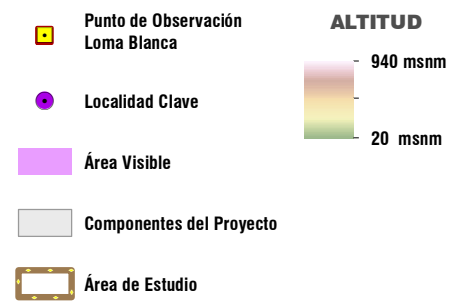 Punto de Observación
Loma Blanca
Localidad Clave
Área Visible
Componentes del Proyecto
Área de Estudio
ALTITUD
940 msnm
20 msnm